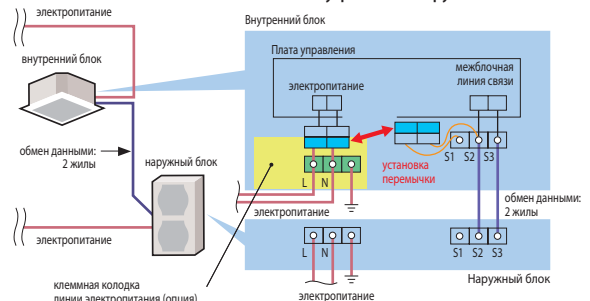 электропитание
Внутренний блок
Плата управления
внутренний блок
межблочная
линия связи
электропитание
обмен данными:
2 жилы
наружный блок
S1 S2 S3
установка
перемычки
L N
обмен данными:
2 жилы
электропитание
электропитание
L N
S1 S2 S3
Наружный блок
клеммная колодка
линии электропитания (опция)
электропитание